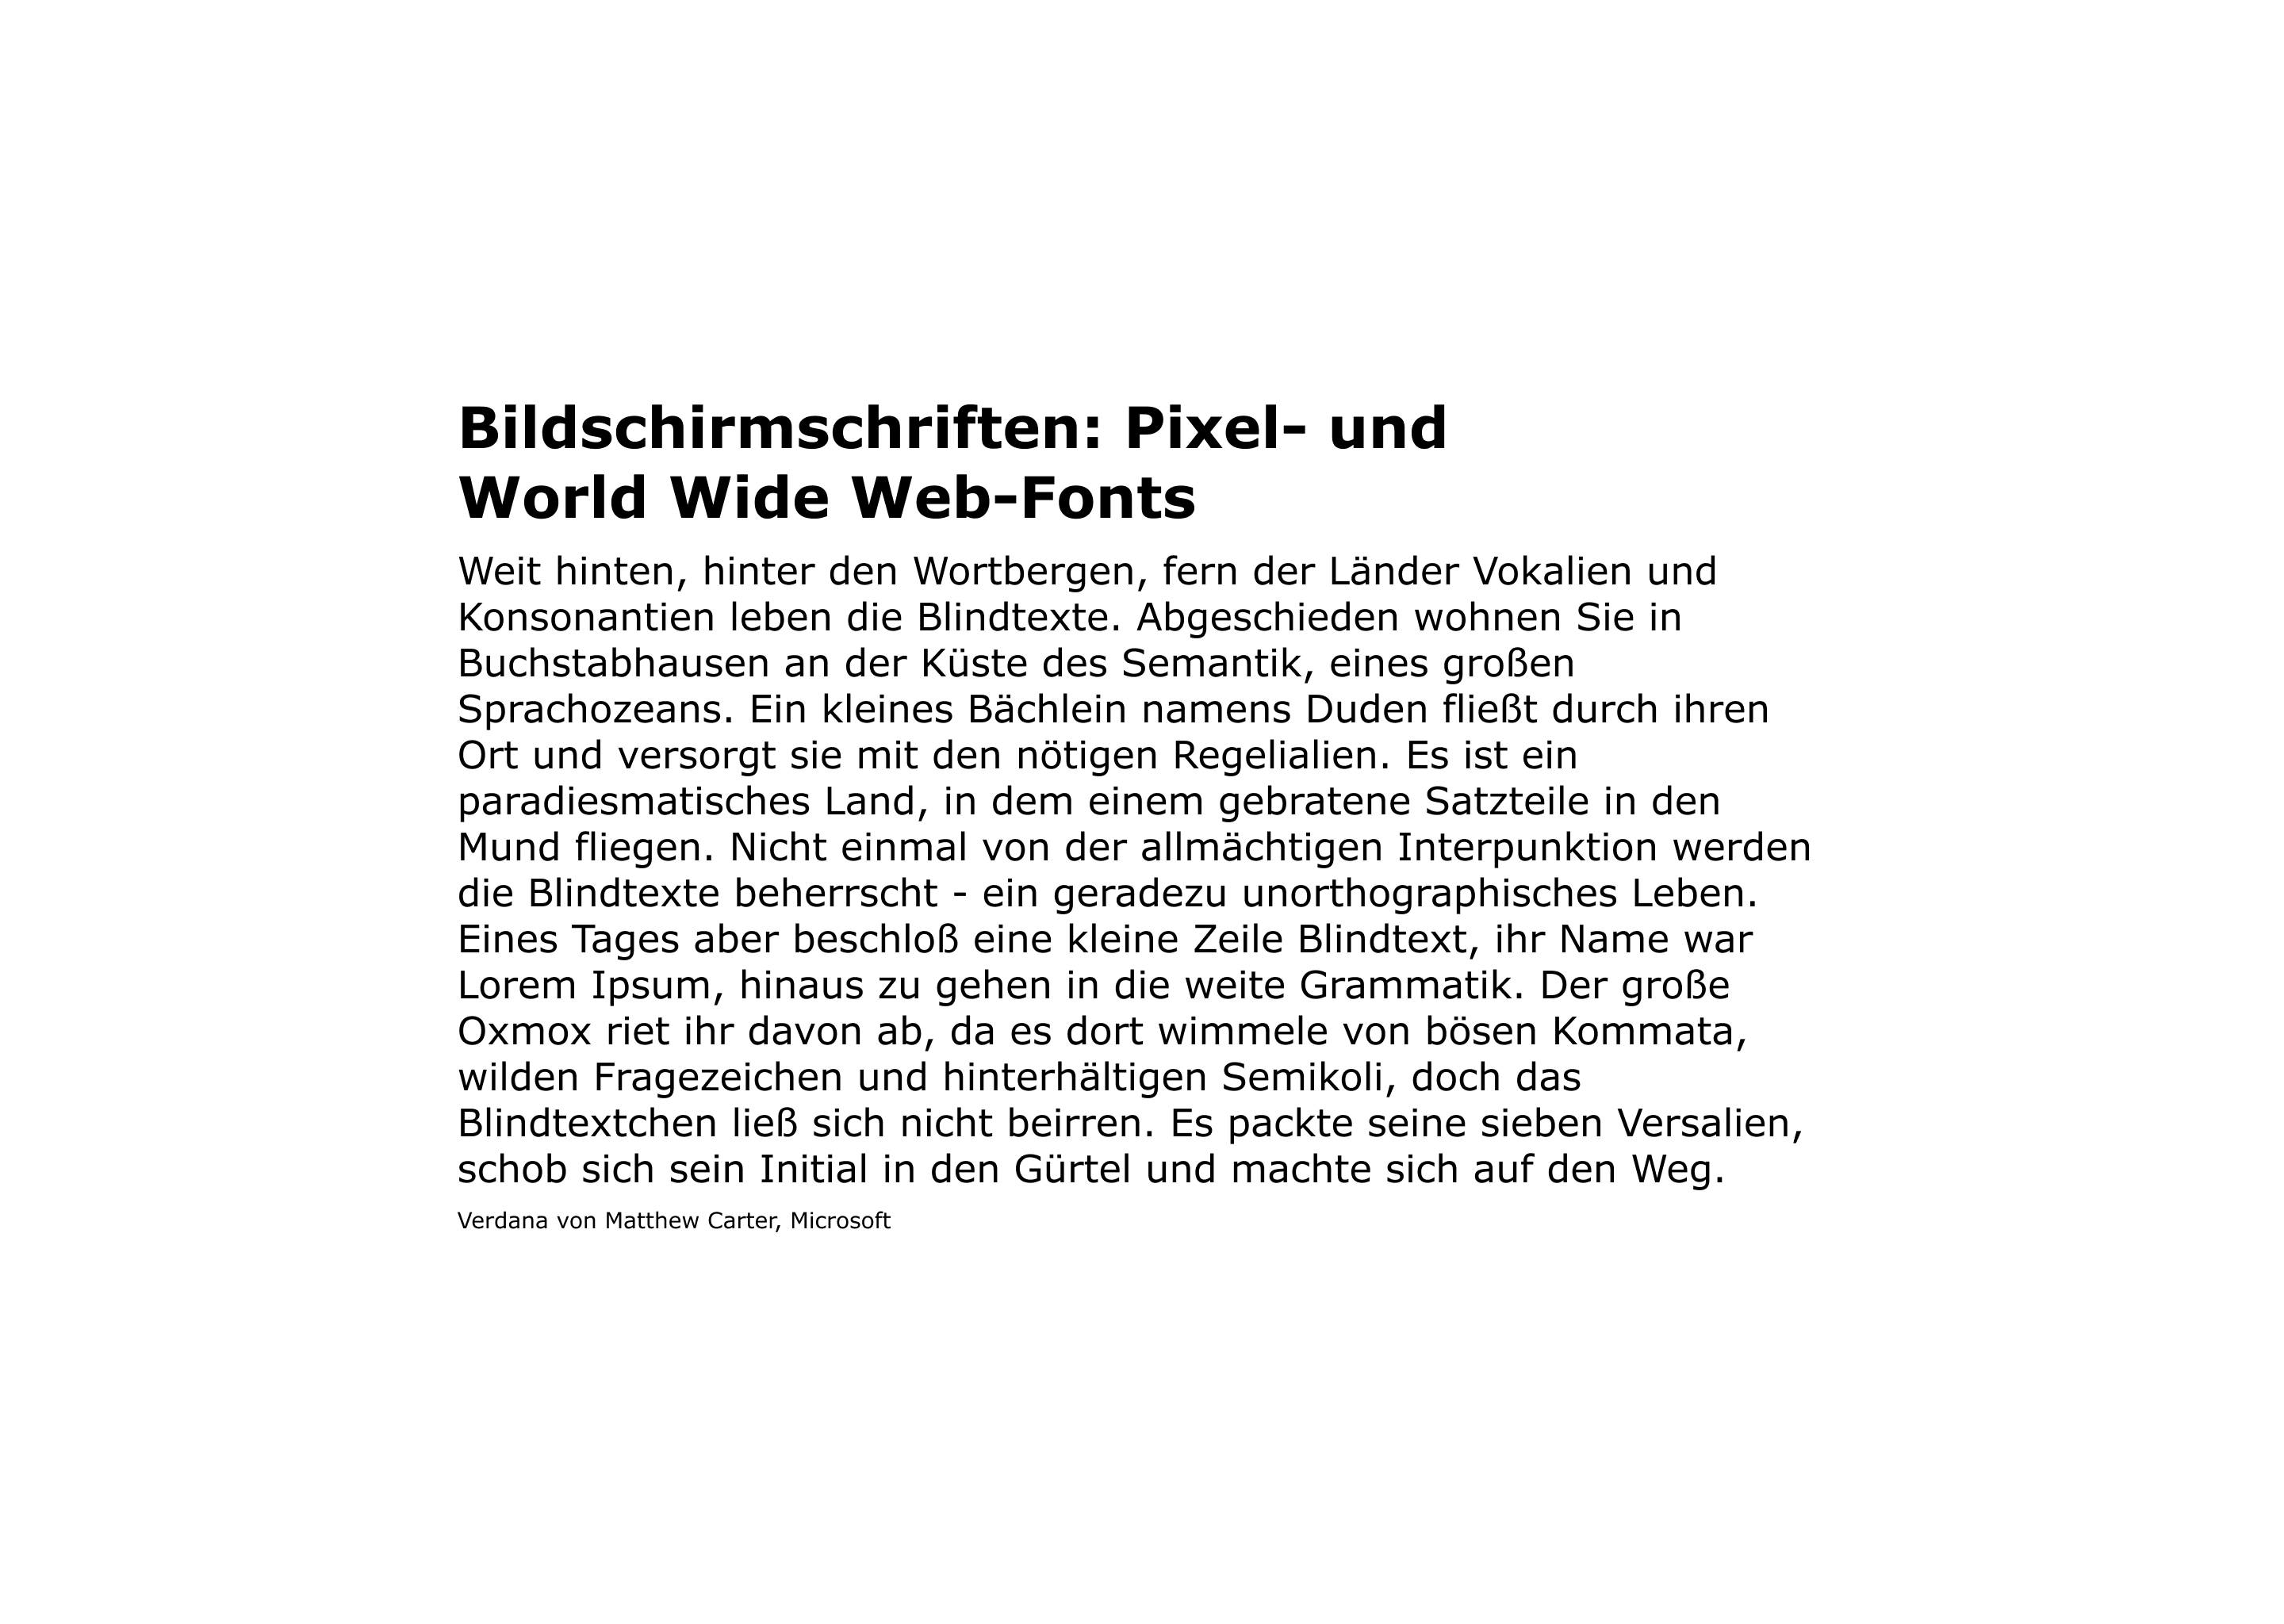 Bildschirmschriften: Pixel- und
World Wide Web-Fonts
Weit hinten, hinter den Wortbergen, fern der Länder Vokalien und
Konsonantien leben die Blindtexte. Abgeschieden wohnen Sie in
Buchstabhausen an der Küste des Semantik, eines großen
Sprachozeans. Ein kleines Bächlein namens Duden fließt durch ihren
Ort und versorgt sie mit den nötigen Regelialien. Es ist ein
paradiesmatisches Land, in dem einem gebratene Satzteile in den
Mund fliegen. Nicht einmal von der allmächtigen Interpunktion werden
die Blindtexte beherrscht - ein geradezu unorthographisches Leben.
Eines Tages aber beschloß eine kleine Zeile Blindtext, ihr Name war
Lorem Ipsum, hinaus zu gehen in die weite Grammatik. Der große
Oxmox riet ihr davon ab, da es dort wimmele von bösen Kommata,
wilden Fragezeichen und hinterhältigen Semikoli, doch das
Blindtextchen ließ sich nicht beirren. Es packte seine sieben Versalien,
schob sich sein Initial in den Gürtel und machte sich auf den Weg.
Verdana von Matthew Carter, Microsoft